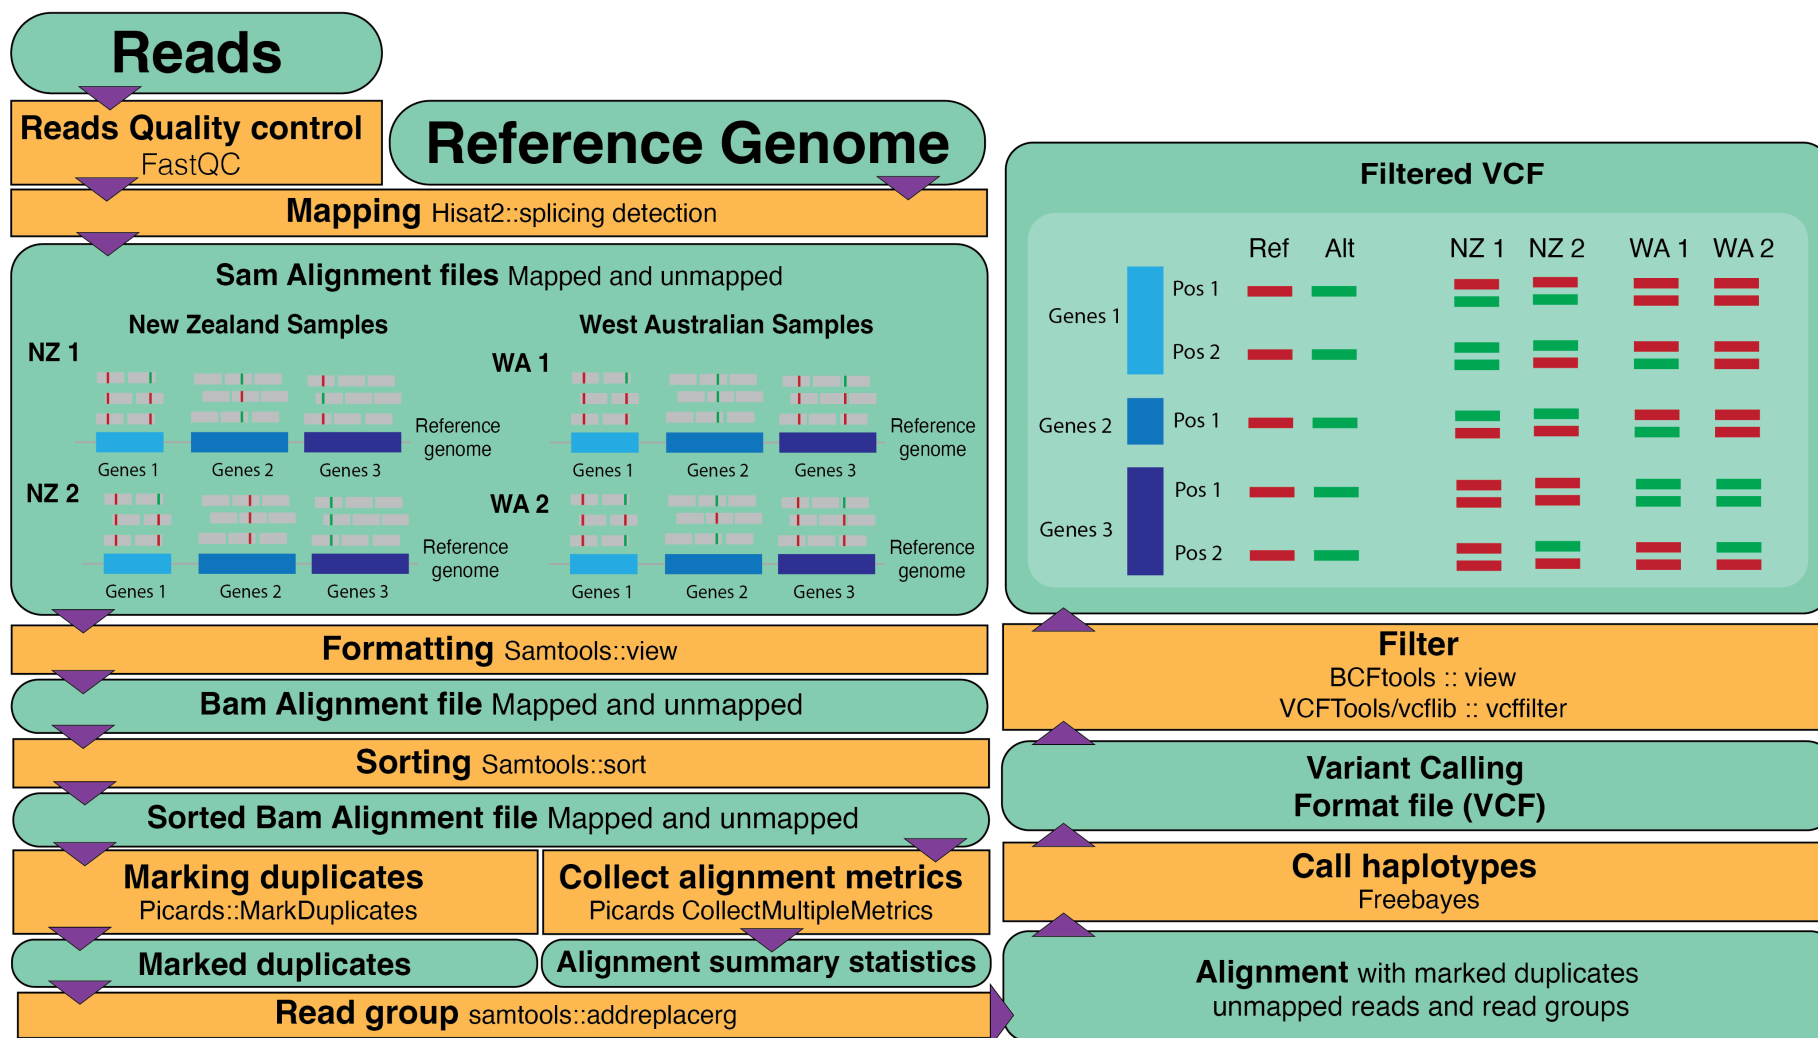 Reads
Reads Quality control
FastQC
Reference Genome
Mapping Hisat2::splicing detection
Sam Alignment files Mapped and unmapped
New Zealand Samples
West Australian Samples
NZ 1
WA 1
Reference
genome
Reference
genome
Genes 1 Genes 2 Genes 3
Genes 1 Genes 2 Genes 3
NZ 2
WA 2
Reference
genome
Reference
genome
Genes 1 Genes 2 Genes 3
Genes 1 Genes 2 Genes 3
Formatting Samtools::view
Bam Alignment file Mapped and unmapped
Sorting Samtools::sort
Sorted Bam Alignment file Mapped and unmapped
Marking duplicates
Picards::MarkDuplicates
Collect alignment metrics
Picards CollectMultipleMetrics
Marked duplicates
Alignment summary statistics
Read group samtools::addreplacerg
Alignment with marked duplicates
unmapped reads and read groups
Call haplotypes
Freebayes
Variant Calling
Format file (VCF)
Filter
BCFtools :: view
VCFTools/vcflib :: vcffilter
Filtered VCF
Ref Alt NZ 1 NZ 2 WA 1 WA 2
Pos 1
Genes 1
Pos 2
Genes 2 Pos 1
Pos 1
Genes 3
Pos 2